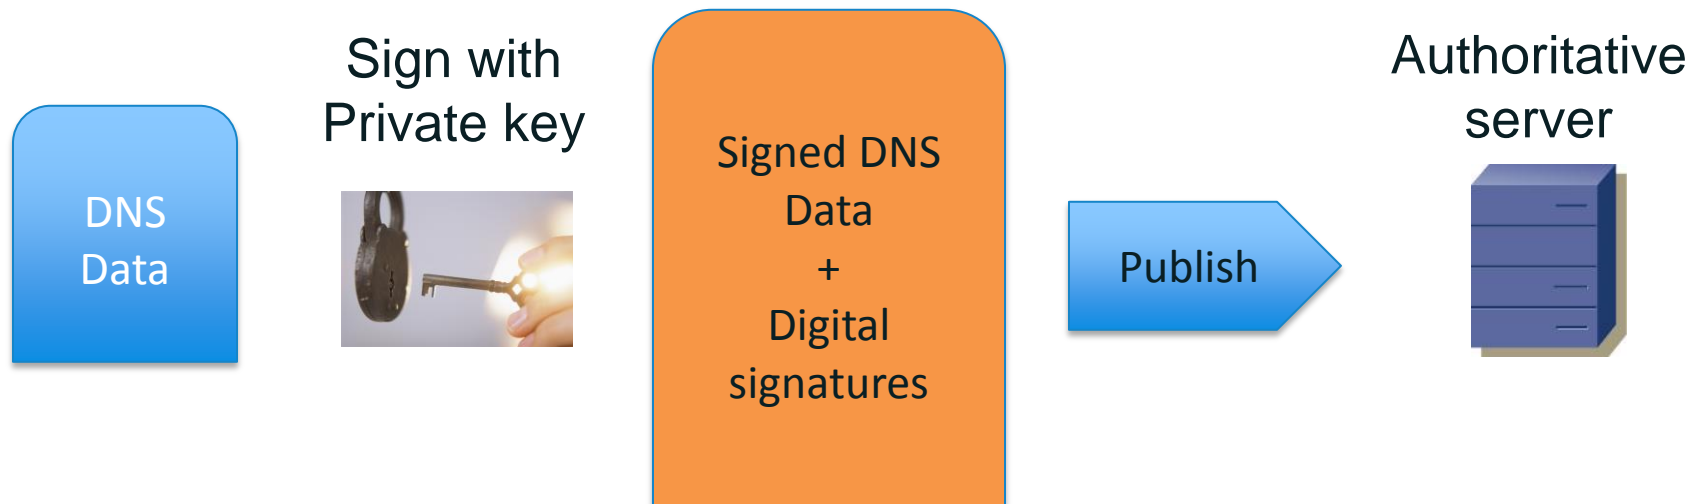 DNS
Data
Sign with
Private key
Signed DNS
Data
+
Digital
signatures
Publish
Authoritative
server